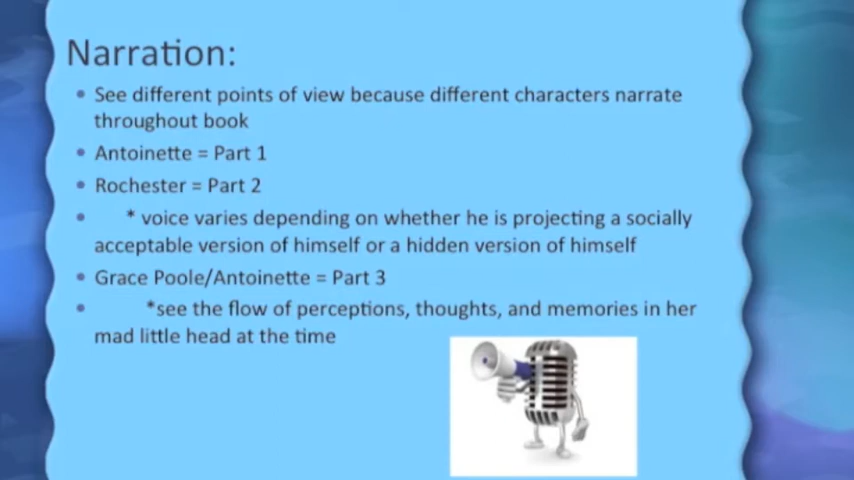 Narration:
See different points of view because different characters narrate
throughout book
Antoinette = Part 1
Rochester = Part 2
* voice varies depending on whether he is projecting a socially
acceptable version of himself or a hidden version of himself
Grace Poole/Antoinette = Part 3
*see the flow of perceptions, thoughts, and memories in her
mad little head at the time